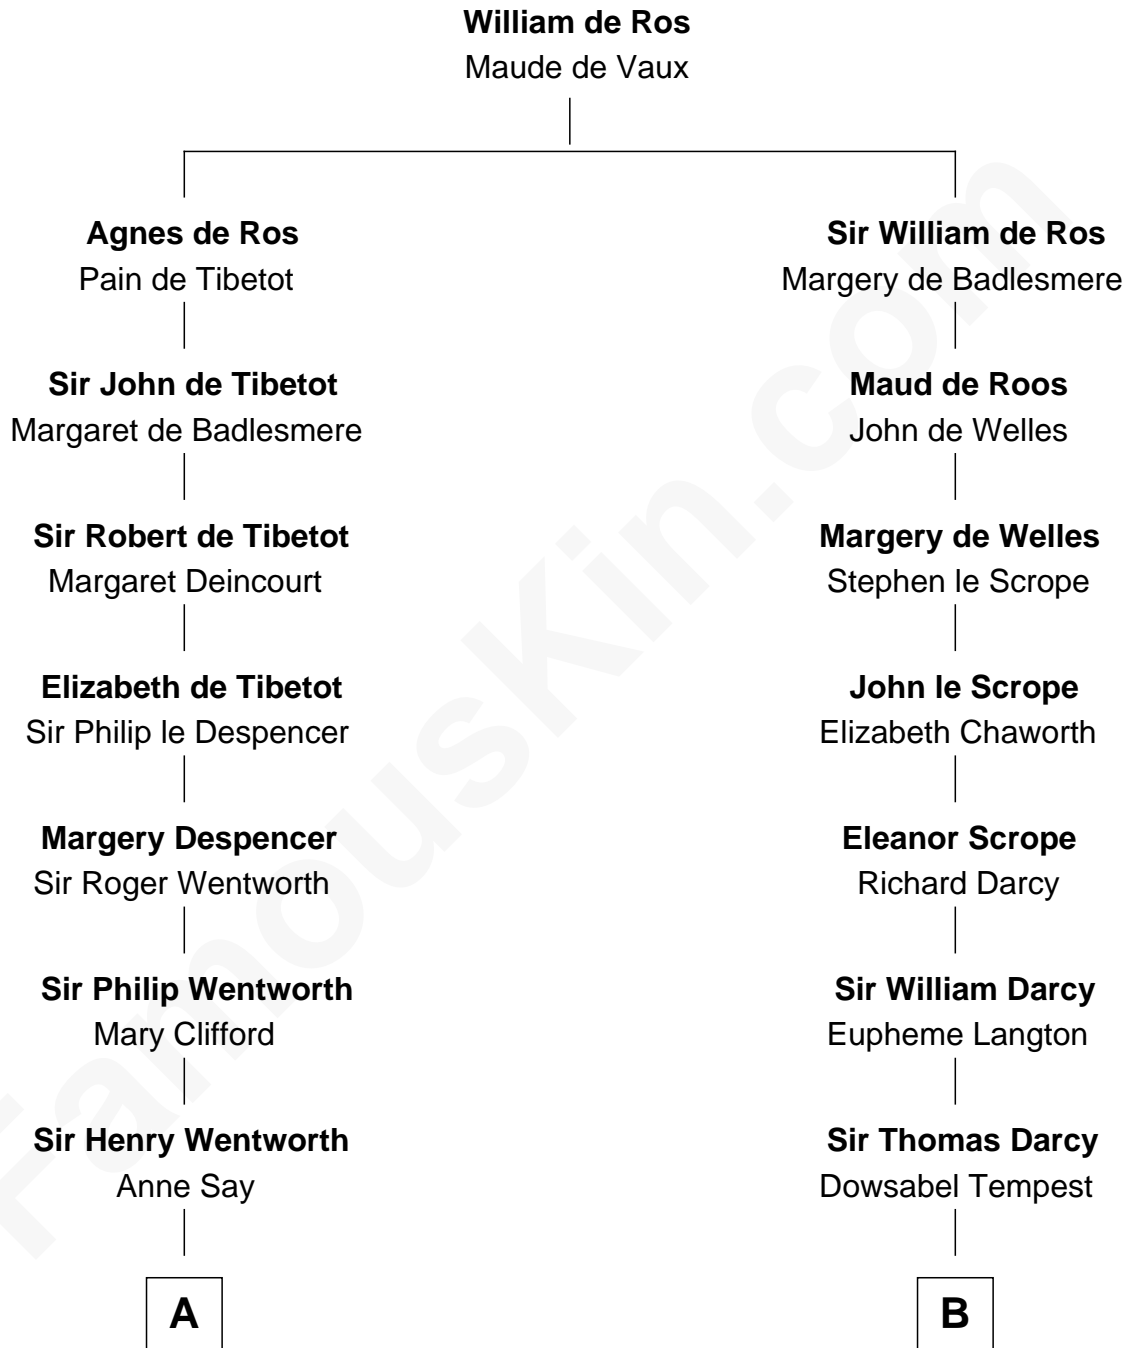 William de Ros
Maude de Vaux
Agnes de Ros
Pain de Tibetot
Sir William de Ros
Margery de Badlesmere
Sir John de Tibetot
Margaret de Badlesmere
Maud de Roos
John de Welles
Sir Robert de Tibetot
Margaret Deincourt
Margery de Welles
Stephen le Scrope
Elizabeth de Tibetot
Sir Philip le Despencer
John le Scrope
Elizabeth Chaworth
Margery Despencer
Sir Roger Wentworth
Eleanor Scrope
Richard Darcy
Sir Philip Wentworth
Mary Clifford
Sir William Darcy
Eupheme Langton
Sir Henry Wentworth
Anne Say
Sir Thomas Darcy
Dowsabel Tempest
A
B
FamousKin.com